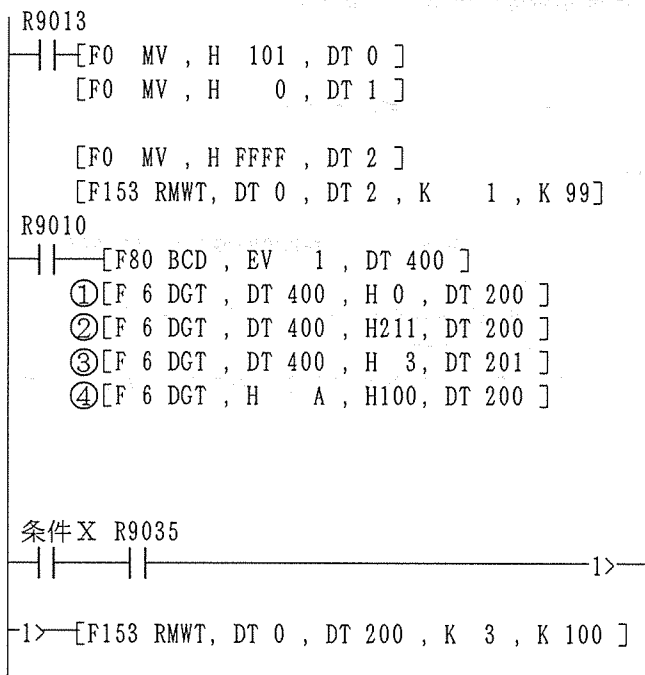 R9013
[F0 MV , H 101 , DT 0 ]
[F0 MV , H 0 , DT 1 ]
[F0 MV , H FFFF , DT 2 ]
[F153 RMWT, DT 0 , DT 2 , K 1 , K 99]
R9010
[F80 BCD , EV 1 , DT 400 ]
①[F 6 DGT , DT 400 , H 0 , DT 200 ]
②[F 6 DGT , DT 400 , H211, DT 200 ]
③[F 6 DGT , DT 400 , H 3, DT 201 ]
④[F 6 DGT , H A , H100, DT 200 ]
条件X R9035
1>
1>[F153 RMWT, DT 0 , DT 200 , K 3 , K 100 ]